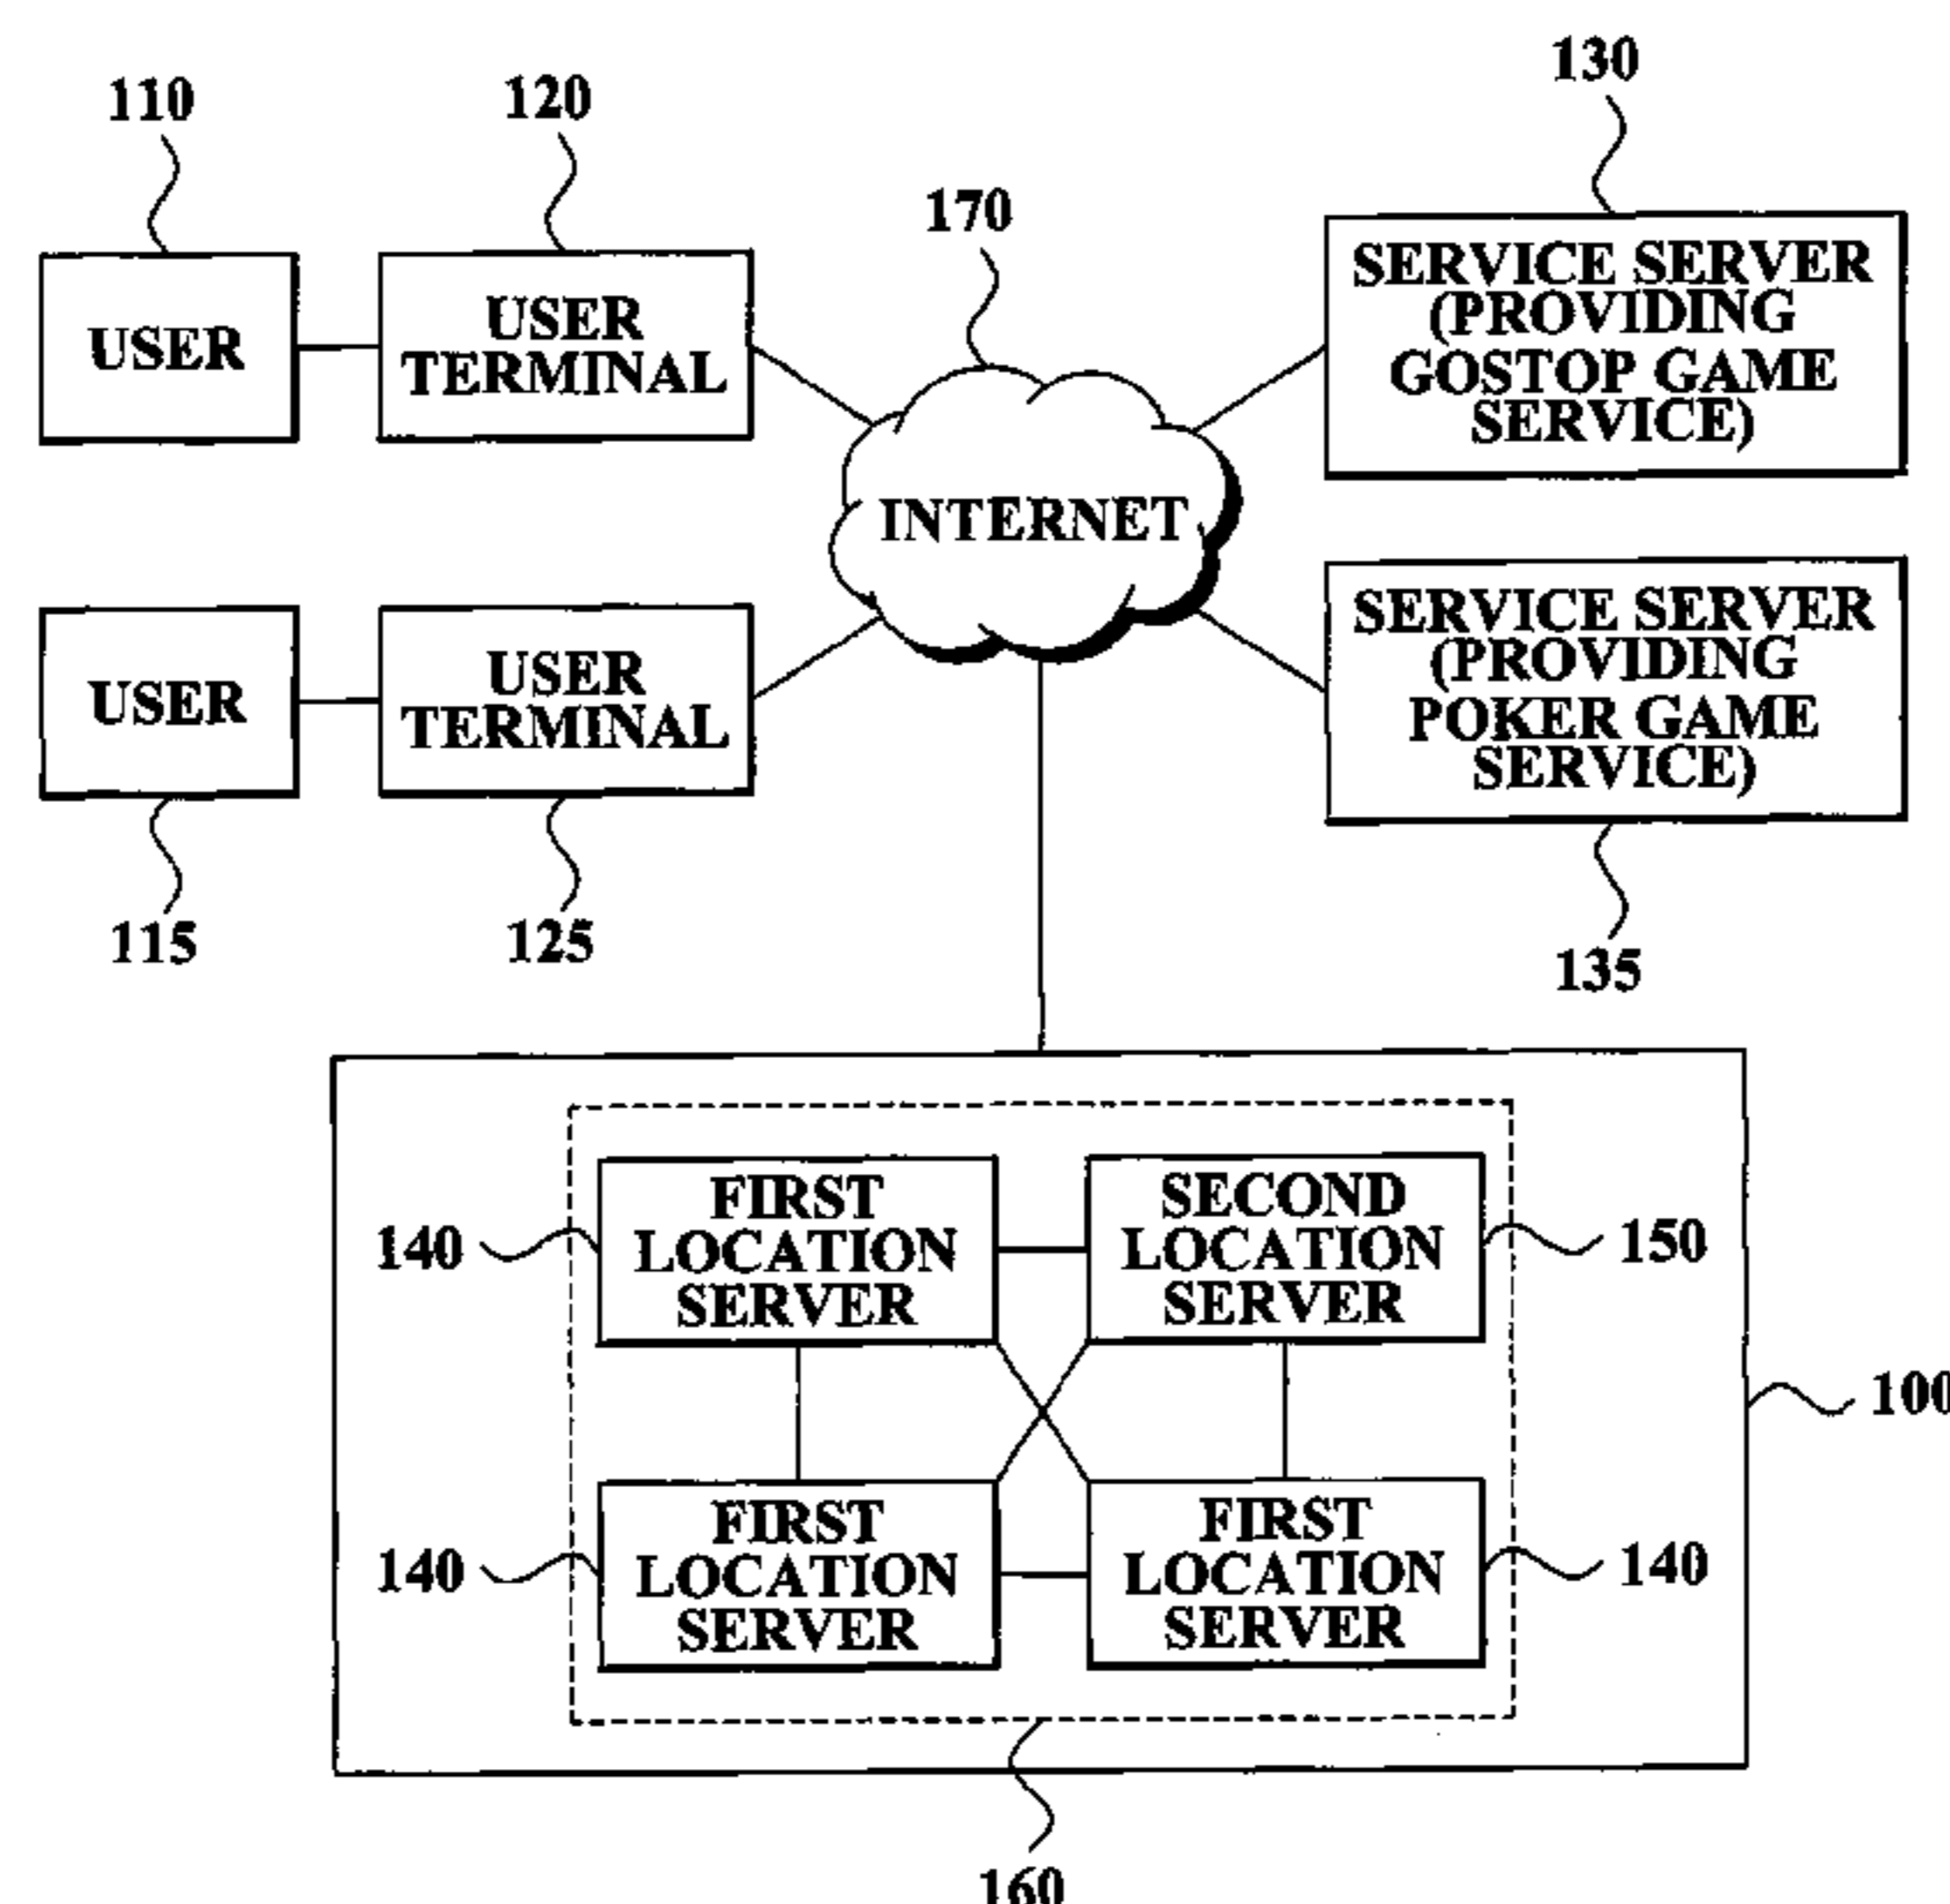 110
120
130
170
USER
USER
TERMINAL
SERVICE SERVER
(PROVIDING
GOSTOP GAME
SERVICE)
INTERNET
USER
USER
TERMINAL
SERVICE SERVER
(PROVIDING
POKER GAME
SERVICE)
115
125
135
140
FIRST
LOCATION
SERVER
SECOND
LOCATION
SERVER
150
100
140
FIRST
LOCATION
SERVER
FIRST
LOCATION
SERVER
140
160